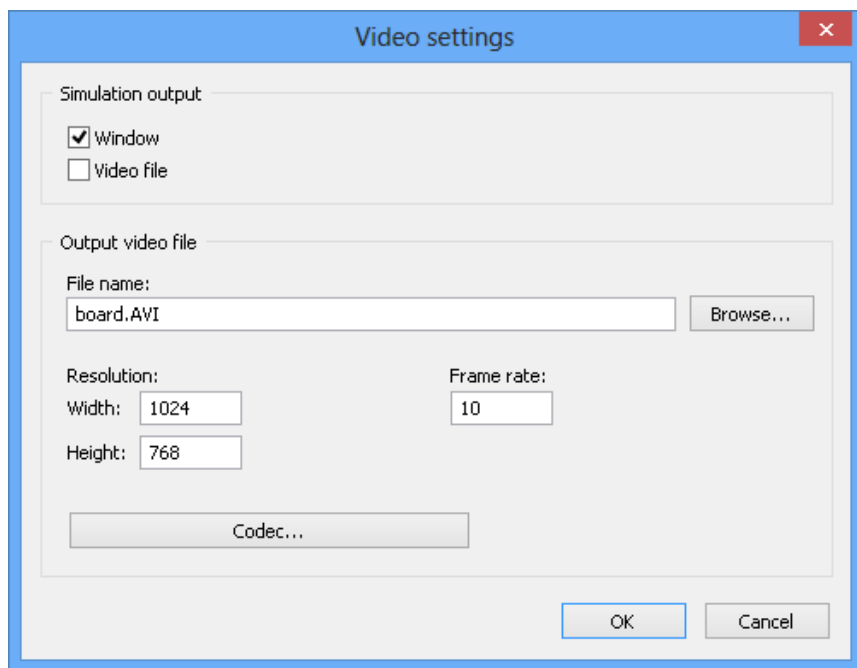 Video settings
Simulation output
Window
Video file
Output video file
File name:
board.AVI
Browse...
Resolution:
Frame rate:
Width: 1024
10
Height: 768
Codec...
OK
Cancel